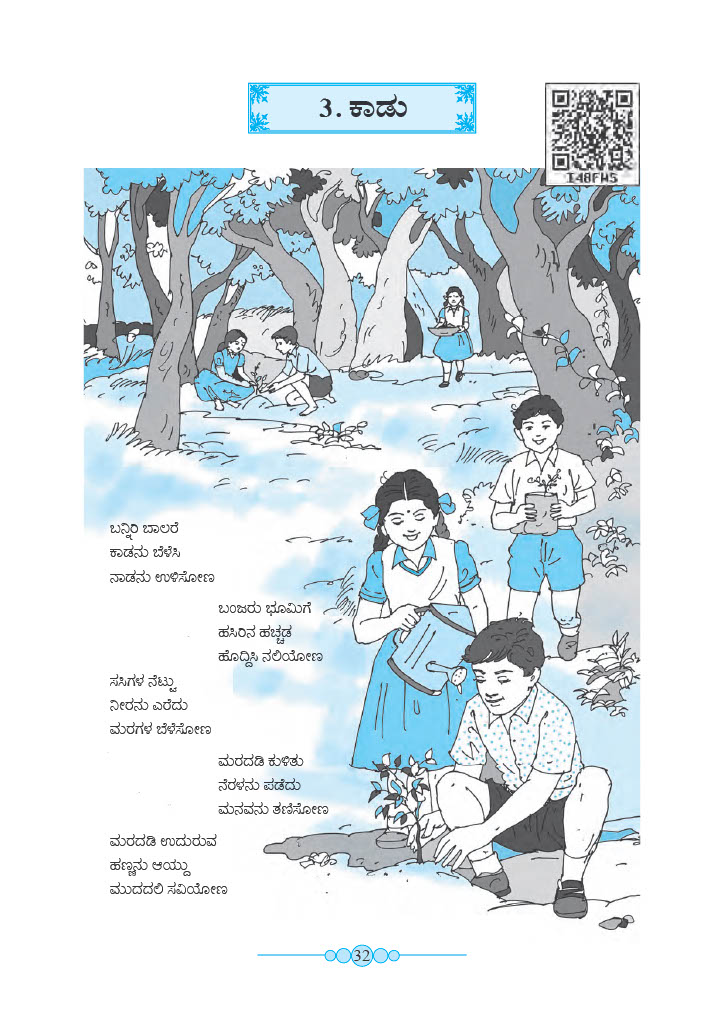 3. ಕಾಡು
I48FWS
ಬನ್ನಿರಿ ಬಾಲರೆ
ಕಾಡನು ಬೆಳೆಸಿ
ನಾಡನು ಉಳಿಸೋಣ
ಬಂಜರು ಭೂಮಿಗೆ
ಹಸಿರಿನ ಹಚ್ಚಡ
ಹೊದ್ದಿಸಿ ನಲಿಯೋಣ
ಸಸಿಗಳ ನೆಟ್ಟು
ನೀರನು ಎರೆದು
ಮರಗಳ ಬೆಳೆಸೋಣ
ಮರದಡಿ ಕುಳಿತು
ನೆರಳನು ಪಡೆದು
ಮನವನು ತಣಿಸೋಣ
ಮರದಡಿ ಉದುರುವ
ಹಣ್ಣನು ಆಯ್ದು
ಮುದದಲಿ ಸವಿಯೋಣ
32